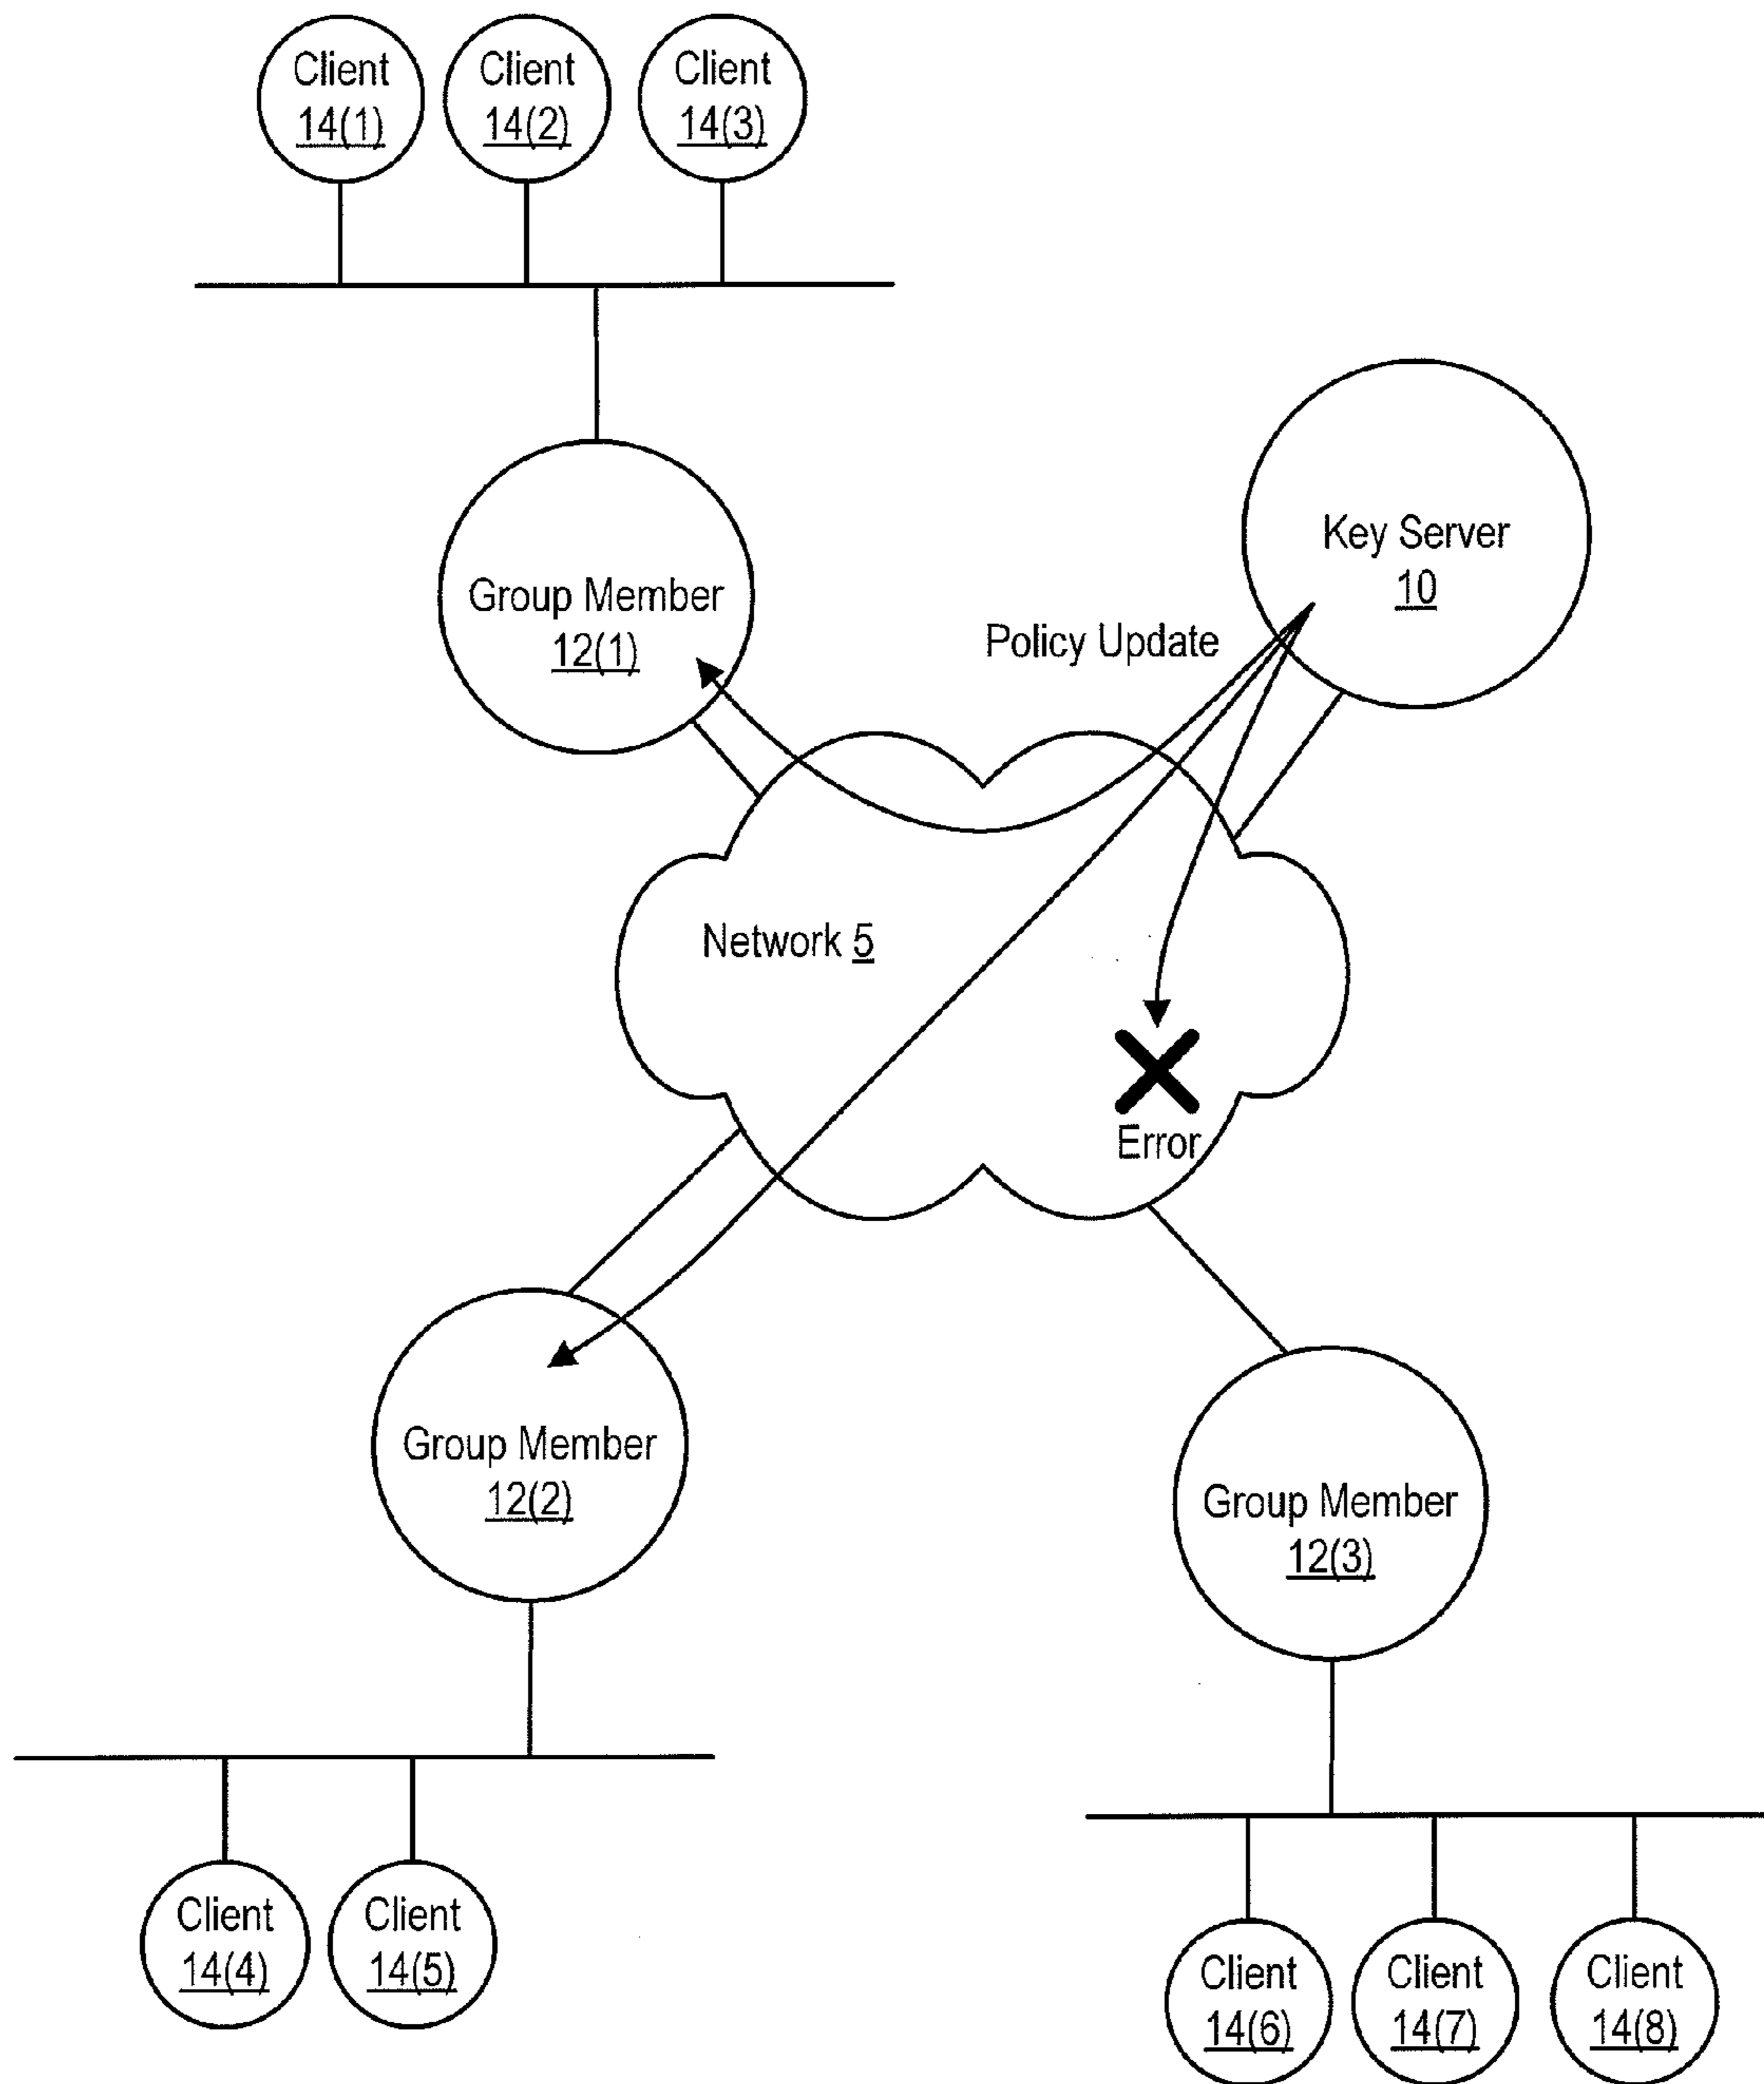 Client
14(1)
Client
14(2)
Client
14(3)
Key Server
10
Group Member
12(1)
Policy Update
Network 5
Error
Group Member
12(2)
Group Member
12(3)
Client
14(4)
Client
14(5)
Client
14(6)
Client
14(7)
Client
14(8)